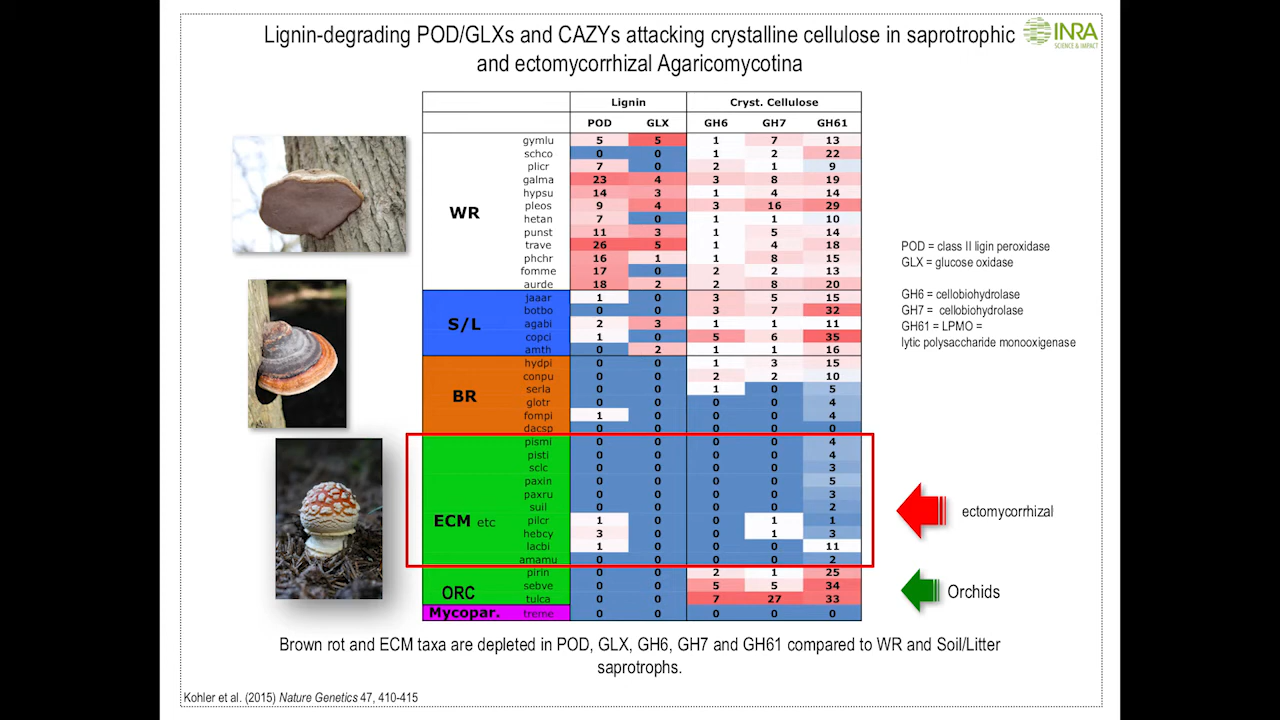 Lignin-degrading POD/GLXs and CAZYs attacking crystalline cellulose in saprotrophic
and ectomycorrhizal Agaricomycotina
INRA
SCIENCE & IMPACT
Lignin Cryst. Cellulose
POD GLX GH6 GH7 GH61
WR
gymlu 5 5 1 7 13
schco 0 0 1 2 22
plicr 7 0 2 1 9
galma 23 4 3 8 19
hypsu 14 3 1 4 14
pleos 9 4 3 16 29
hetan 7 0 1 1 10
punst 11 3 1 5 14
trave 26 5 1 4 18
phchr 16 1 1 8 15
fomme 17 0 2 2 13
aurde 18 2 2 8 20
S/L
jaaar 1 0 3 5 15
botbo 0 0 3 7 32
agabi 2 3 1 1 11
copci 1 0 5 6 35
amth 0 2 1 1 16
BR
hydpi 0 0 1 3 15
conpu 0 0 2 2 10
serla 0 0 1 0 5
glotr 0 0 0 0 4
fompi 1 0 0 0 4
dacsp 0 0 0 0 0
ECM etc
pismi 0 0 0 0 4
pisti 0 0 0 0 4
sclc 0 0 0 0 3
paxin 0 0 0 0 5
paxru 0 0 0 0 3
suil 0 0 0 0 2
pilcr 1 0 0 1 1
hebcy 3 0 0 1 3
lacbi 1 0 0 0 11
amamu 0 0 0 0 2
ORC
pirin 0 0 2 1 25
sebve 0 0 5 5 34
tulca 0 0 7 27 33
Mycopar. treme 0 0 0 0 0
POD = class II ligin peroxidase
GLX = glucose oxidase
GH6 = cellobiohydrolase
GH7 = cellobiohydrolase
GH61 = LPMO =
lytic polysaccharide monooxigenase
ectomycorrhizal
Orchids
Brown rot and ECM taxa are depleted in POD, GLX, GH6, GH7 and GH61 compared to WR and Soil/Litter
saprotrophs.
Kohler et al. (2015) Nature Genetics 47, 410-415